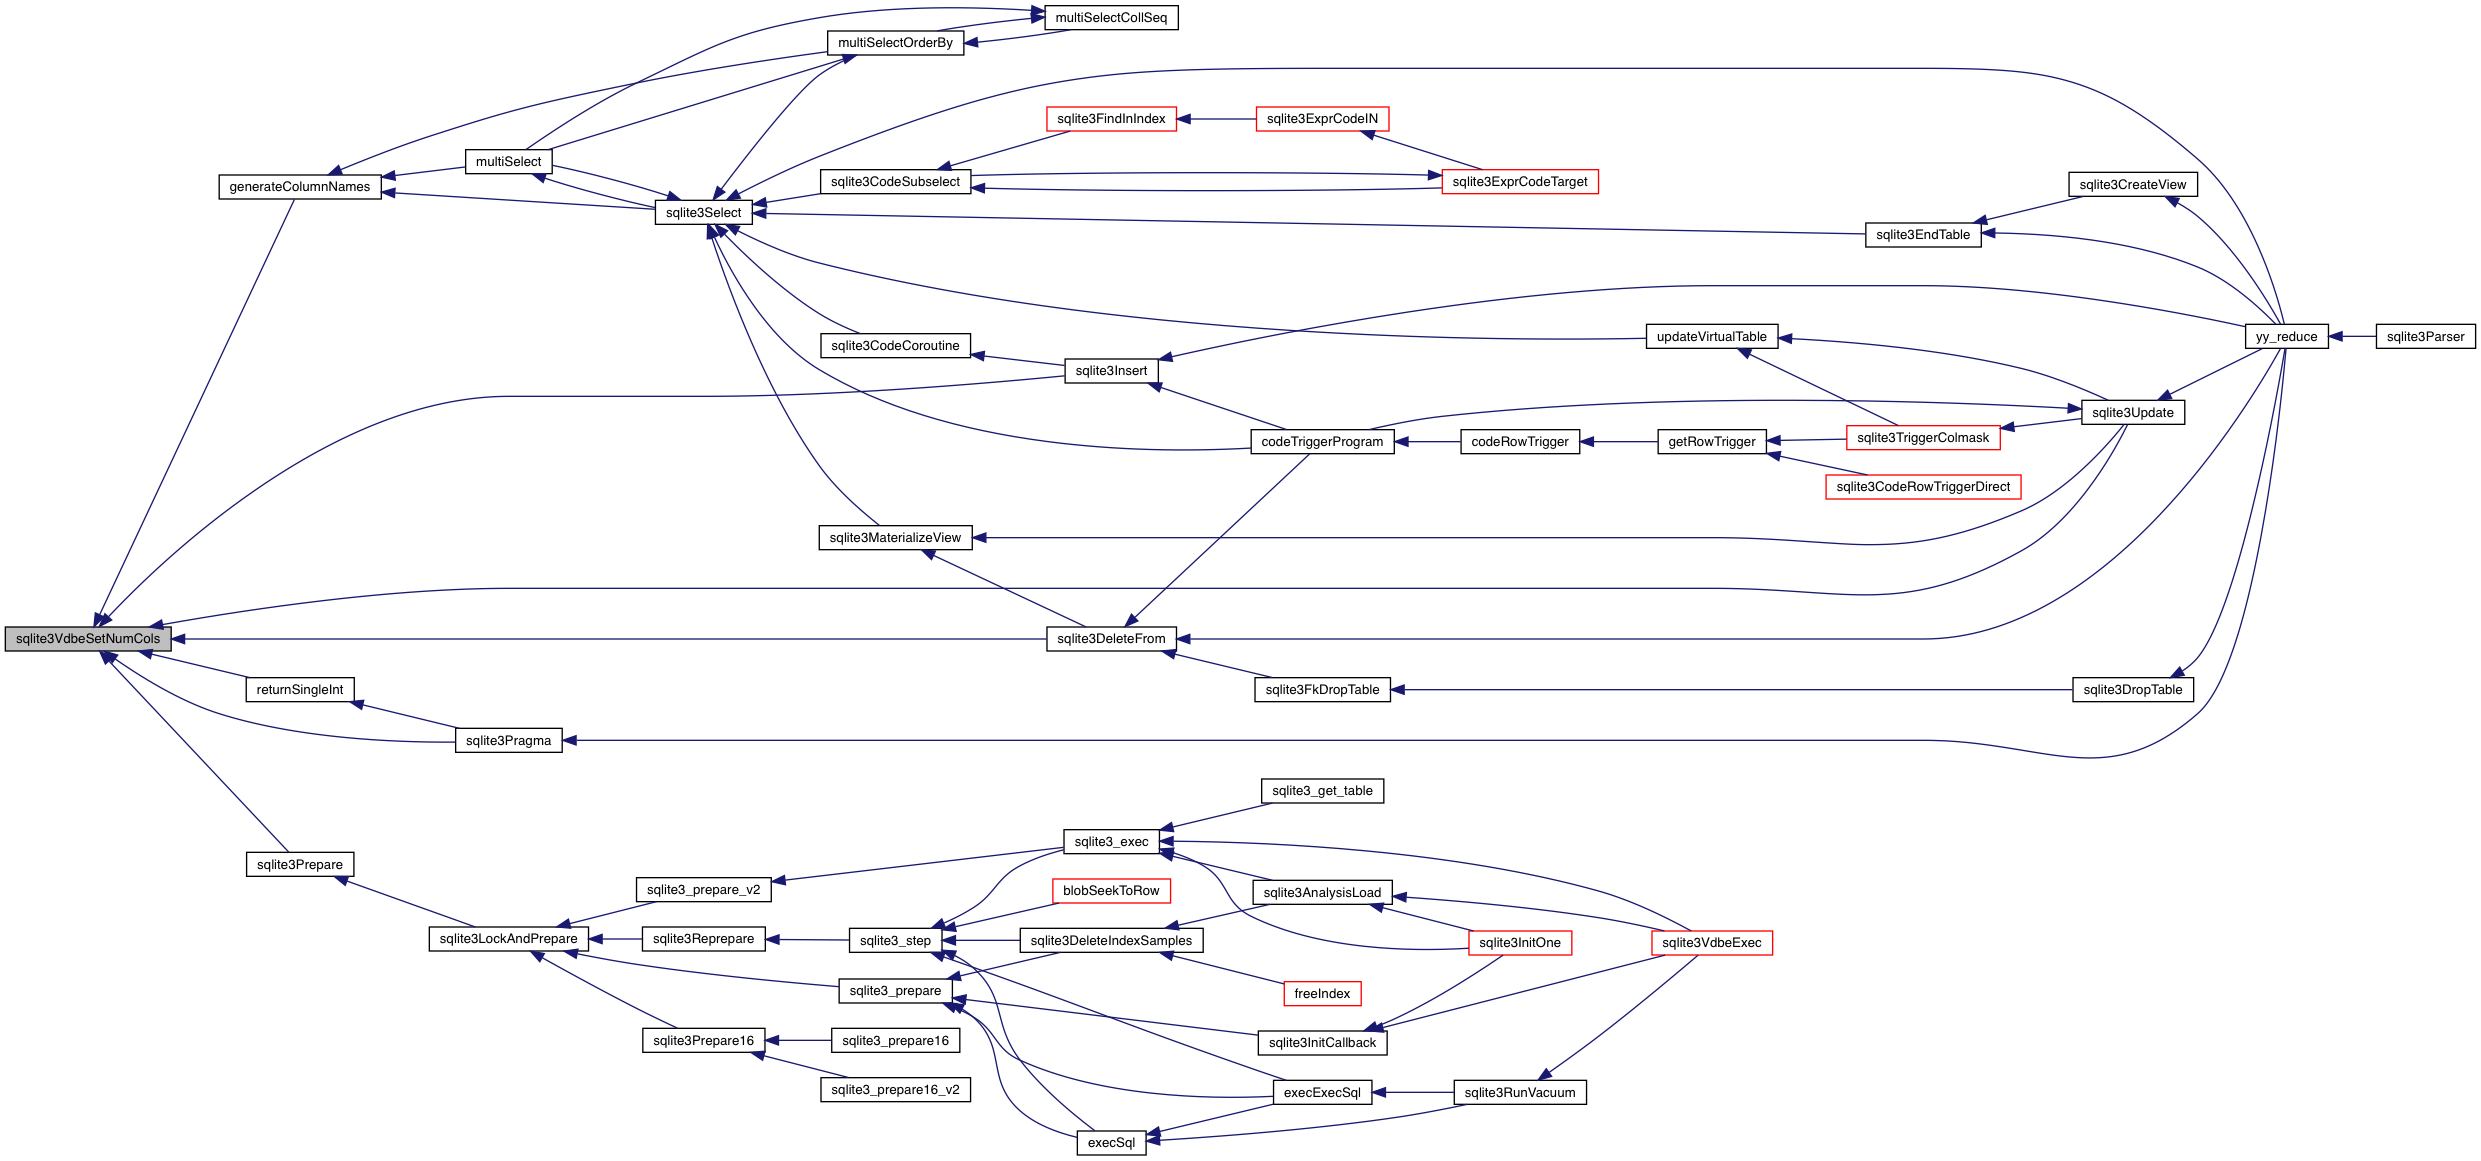 multiSelectCollSeq
multiSelectOrderBy
sqlite3FindInIndex
sqlite3ExprCodeIN
multiSelect
generateColumnNames
sqlite3CodeSubselect
sqlite3ExprCodeTarget
sqlite3CreateView
sqlite3Select
sqlite3EndTable
sqlite3CodeCoroutine
updateVirtualTable
yy_reduce
sqlite3Parser
sqlite3Insert
sqlite3Update
codeTriggerProgram
codeRowTrigger
getRowTrigger
sqlite3TriggerColmask
sqlite3CodeRowTriggerDirect
sqlite3MaterializeView
sqlite3VdbeSetNumCols
sqlite3DeleteFrom
returnSingleInt
sqlite3FkDropTable
sqlite3DropTable
sqlite3Pragma
sqlite3_get_table
sqlite3_exec
sqlite3Prepare
sqlite3_prepare_v2
blobSeekToRow
sqlite3AnalysisLoad
sqlite3LockAndPrepare
sqlite3Reprepare
sqlite3_step
sqlite3DeleteIndexSamples
sqlite3InitOne
sqlite3VdbeExec
sqlite3_prepare
freeIndex
sqlite3Prepare16
sqlite3_prepare16
sqlite3InitCallback
sqlite3_prepare16_v2
execExecSql
sqlite3RunVacuum
execSql